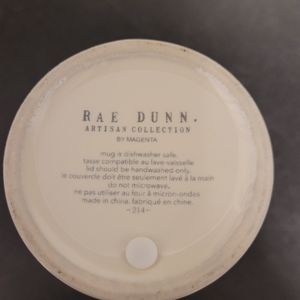 RAE DUNN.
ARTISAN COLLECTION
BY MAGENTA
mug is dishwasher safe.
tasse compatible au lave-vaisselle
lid should be handwashed only.
le couvercle doit être seulement lavé à la main
do not microwave.
ne pas utiliser au four à micron-ondes
made in china. fabriqué en chine.
-214-